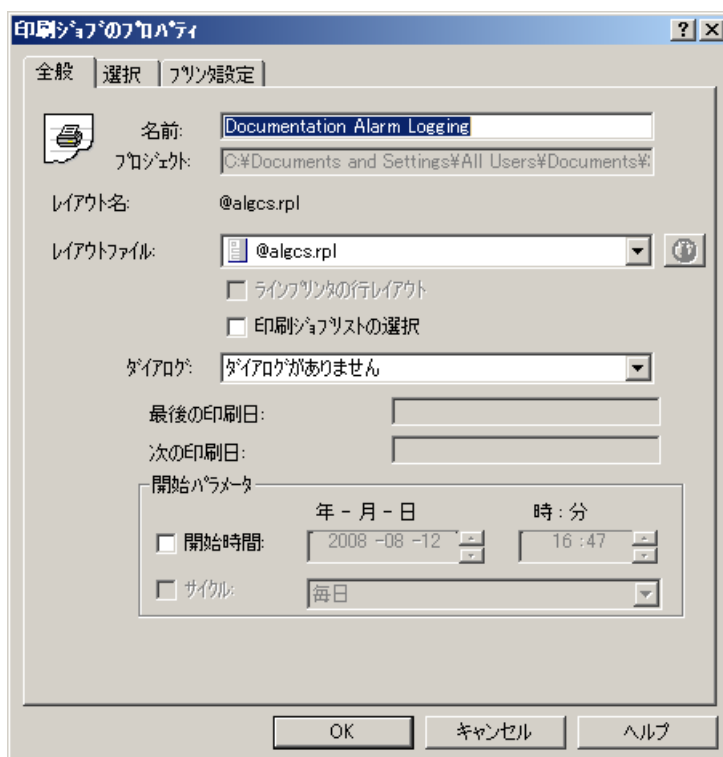 印刷ｼﾞｮﾌﾞのﾌﾟﾛﾊﾟﾃｨ
全般 選択 ﾌﾟﾘﾝﾀ設定
名前: Documentation Alarm Logging
ﾌﾟﾛｼﾞｪｸﾄ: C:¥Documents and Settings¥All Users¥Documents¥
ﾚｲｱｳﾄ名: @algcs.rpl
ﾚｲｱｳﾄﾌｧｲﾙ: @algcs.rpl
ﾗｲﾝﾌﾟﾘﾝﾀの行ﾚｲｱｳﾄ
印刷ｼﾞｮﾌﾞﾘｽﾄの選択
ﾀﾞｲｱﾛｸﾞ: ﾀﾞｲｱﾛｸﾞがありません
最後の印刷日:
次の印刷日:
開始ﾊﾟﾗﾒｰﾀ
年 - 月 - 日 時 : 分
開始時間: 2008 -08 -12 16 :47
ｻｲｸﾙ: 毎日
OK キャンセル ヘルプ